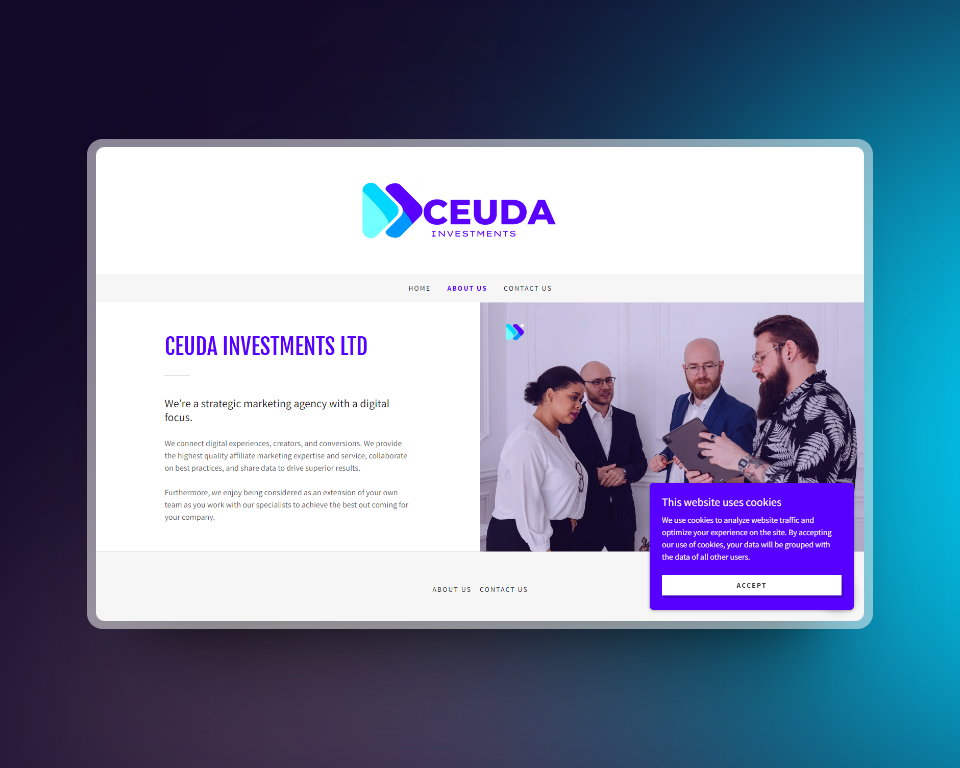 CEUDA
INVESTMENTS
HOME ABOUT US CONTACT US
CEUDA INVESTMENTS LTD
We're a strategic marketing agency with a digital
focus.
We connect digital experiences, creators, and conversions. We provide
the highest quality affiliate marketing expertise and service, collaborate
on best practices, and share data to drive superior results.
Furthermore, we enjoy being considered as an extension of your own
team as you work with our specialists to achieve the best out coming for
your company.
This website uses cookies
We use cookies to analyze website traffic and
optimize your experience on the site. By accepting
our use of cookies, your data will be grouped with
the data of all other users.
ACCEPT
ABOUT US CONTACT US